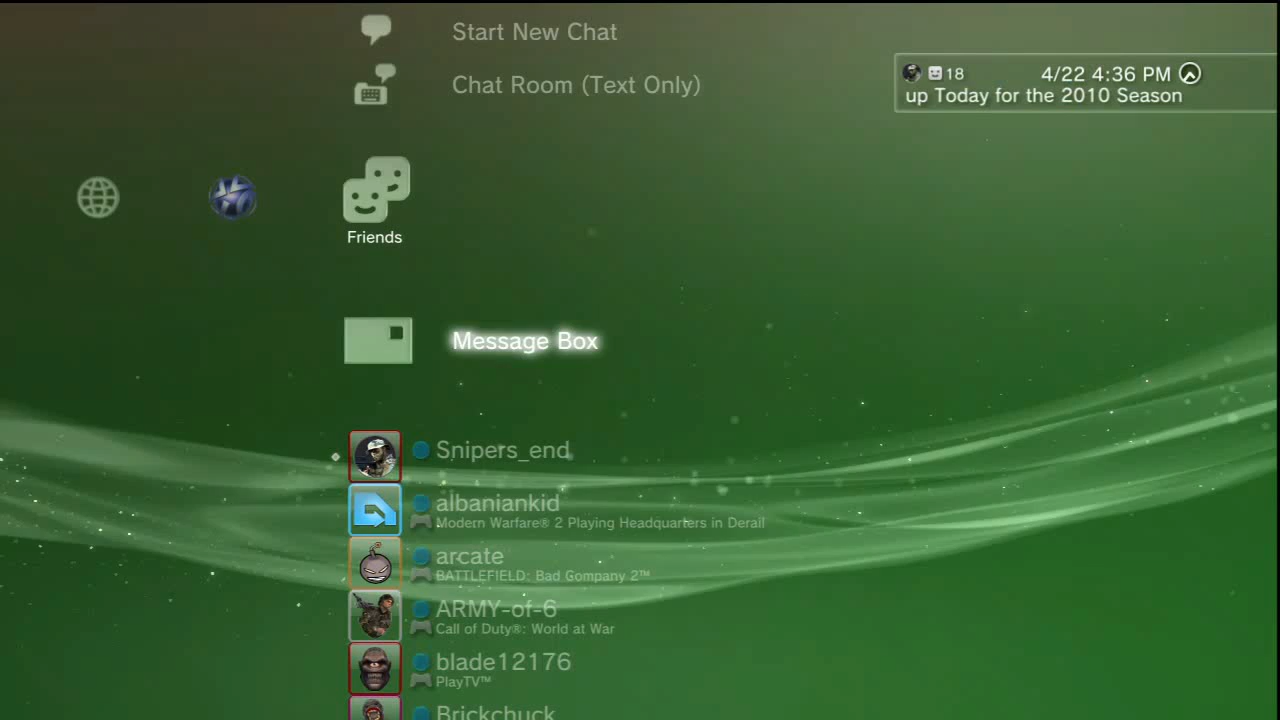 Start New Chat
Chat Room (Text Only)
18 4/22 4:36 PM
up Today for the 2010 Season
Friends
Message Box
Snipers_end
albaniankid
Modern Warfare® 2 Playing Headquarters in Derail
arcate
BATTLEFIELD: Bad Company 2™
ARMY-of-6
Call of Duty®: World at War
blade12176
PlayTV™
Brickchuck